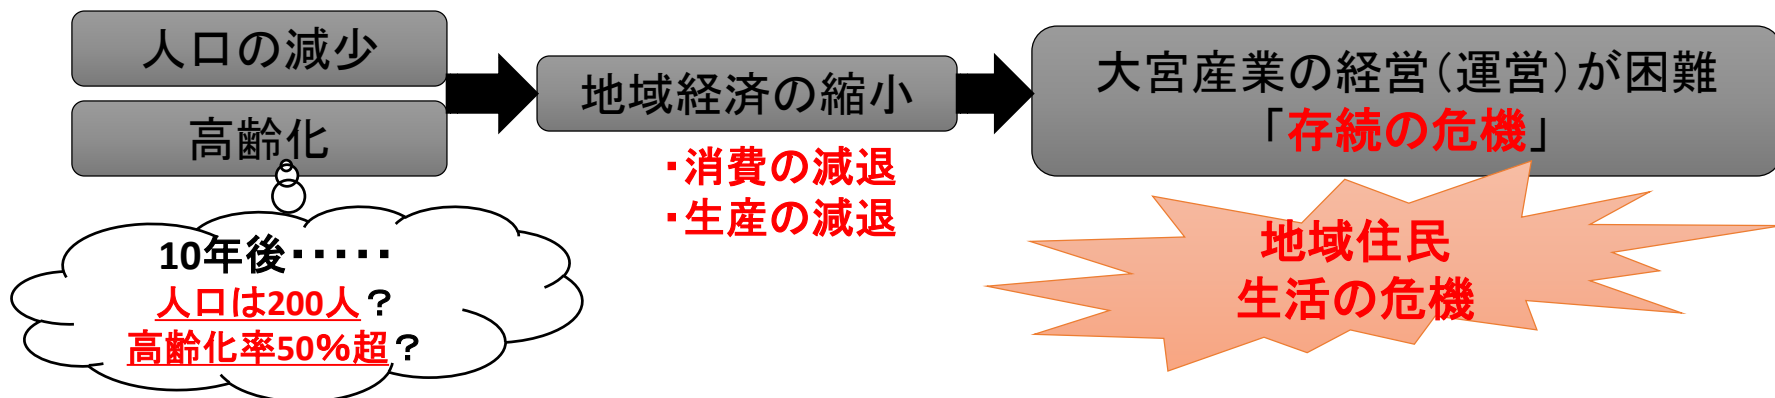 人口の減少
高齢化
10年後・・・・・
人口は200人？
高齢化率50%超？
地域経済の縮小
・消費の減退
・生産の減退
大宮産業の経営（運営）が困難
「存続の危機」
地域住民
生活の危機